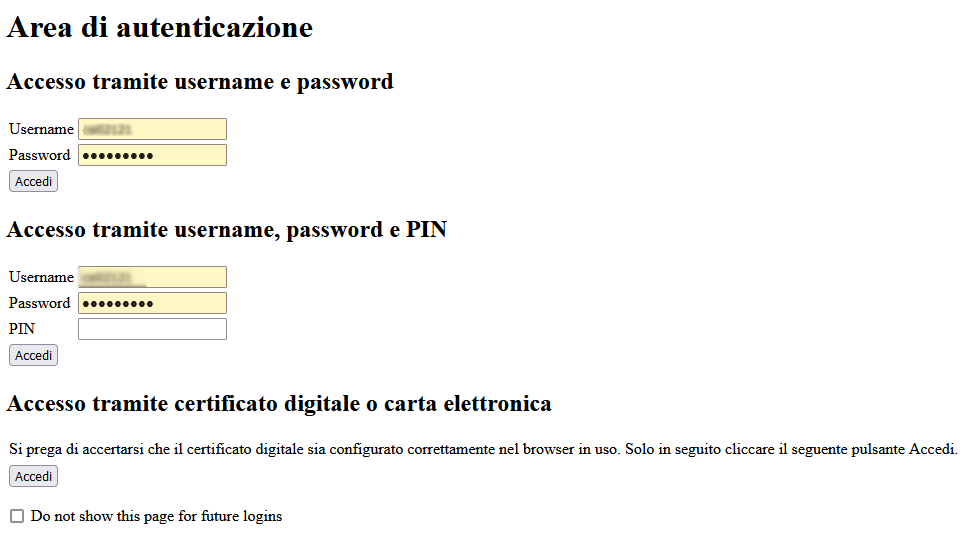 Area di autenticazione
Accesso tramite username e password
Username
Password •••••••••
Accedi
Accesso tramite username, password e PIN
Username
Password •••••••••
PIN
Accedi
Accesso tramite certificato digitale o carta elettronica
Si prega di accertarsi che il certificato digitale sia configurato correttamente nel browser in uso. Solo in seguito cliccare il seguente pulsante Accedi.
Accedi
Do not show this page for future logins